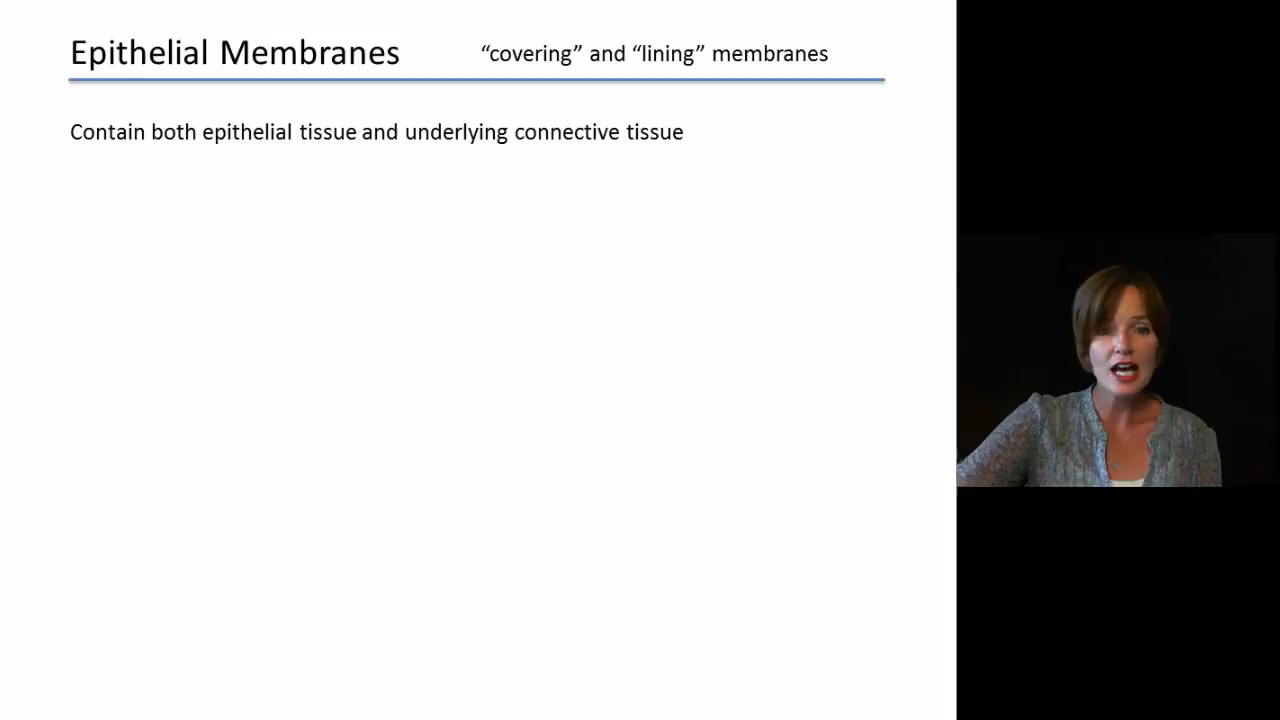 Epithelial Membranes “covering” and “lining” membranes
Contain both epithelial tissue and underlying connective tissue